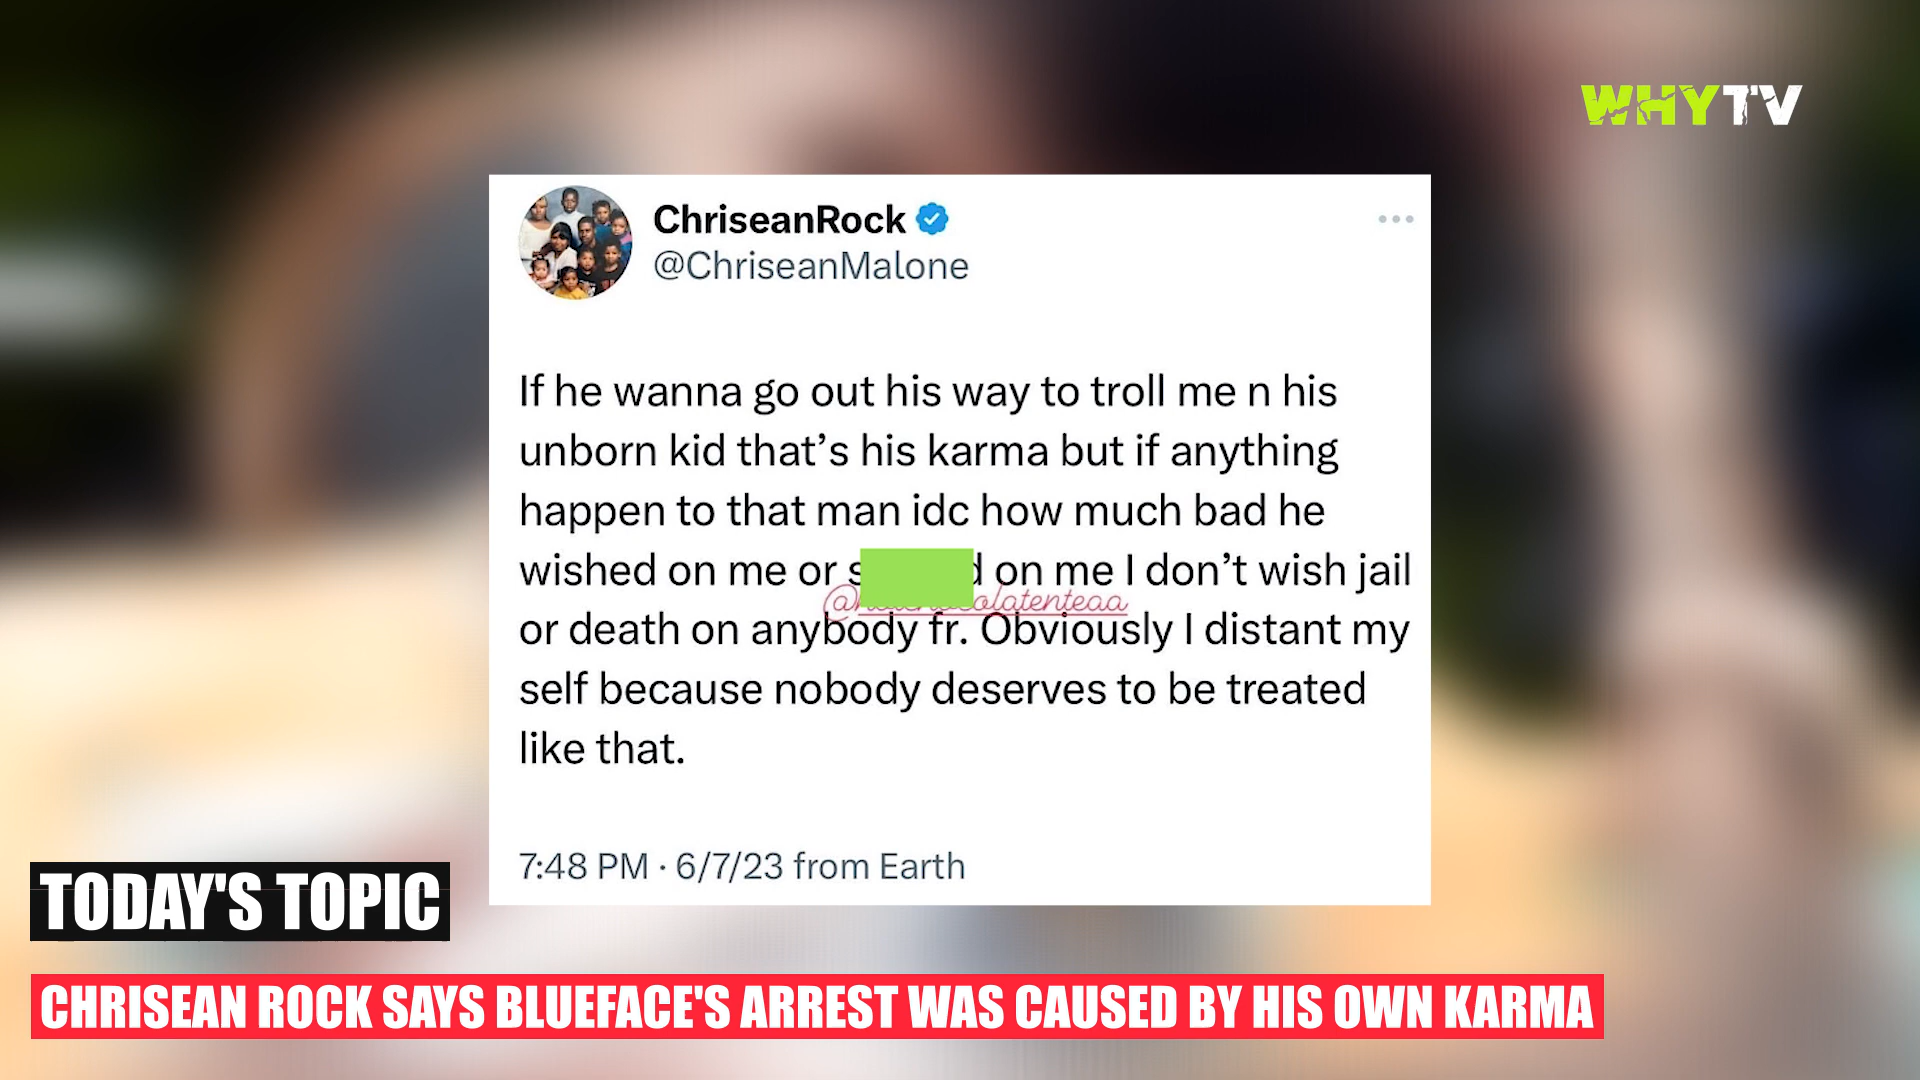 WHYTV
ChriseanRock
@ChriseanMalone
If he wanna go out his way to troll me n his
unborn kid that's his karma but if anything
happen to that man idc how much bad he
wished on me or on me I don't wish jail
or death on anybody fr. Obviously I distant my
self because nobody deserves to be treated
like that.
7:48 PM · 6/7/23 from Earth
TODAY'S TOPIC
CHRISEAN ROCK SAYS BLUEFACE'S ARREST WAS CAUSED BY HIS OWN KARMA